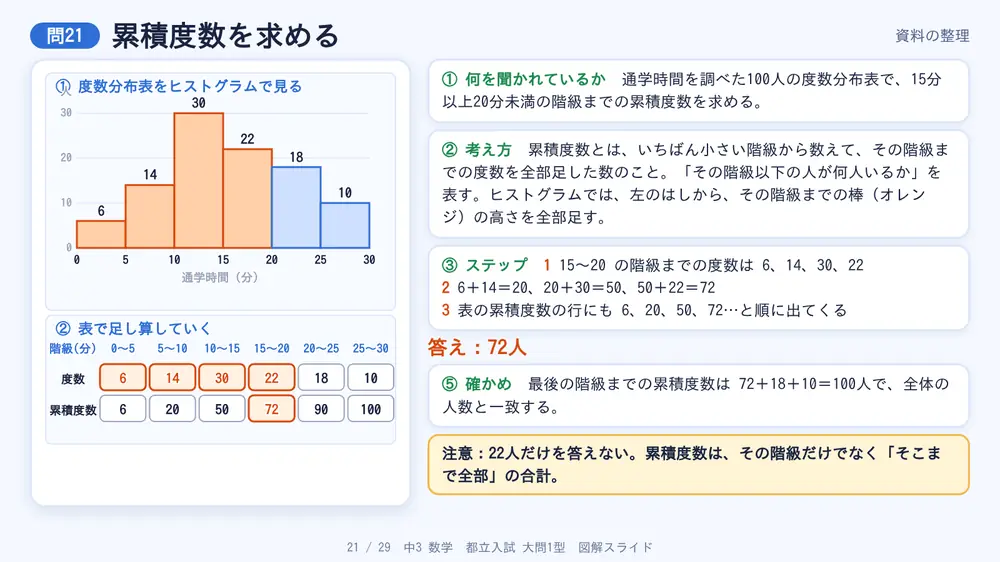 問21 累積度数を求める
資料の整理
① 度数分布表をヒストグラムで見る
30
20
10
0
6
14
30
22
18
10
0 5 10 15 20 25 30
通学時間（分）
② 表で足し算していく
階級(分) 0〜5 5〜10 10〜15 15〜20 20〜25 25〜30
度数 6 14 30 22 18 10
累積度数 6 20 50 72 90 100
① 何を聞かれているか 通学時間を調べた100人の度数分布表で、15分
以上20分未満の階級までの累積度数を求める。
② 考え方 累積度数とは、いちばん小さい階級から数えて、その階級ま
での度数を全部足した数のこと。「その階級以下の人が何人いるか」を
表す。ヒストグラムでは、左のはしから、その階級までの棒（オレン
ジ）の高さを全部足す。
③ ステップ 1 15〜20 の階級までの度数は 6、14、30、22
2 6＋14＝20、20＋30＝50、50＋22＝72
3 表の累積度数の行にも 6、20、50、72…と順に出てくる
答え：72人
⑤ 確かめ 最後の階級までの累積度数は 72＋18＋10＝100人で、全体の
人数と一致する。
注意：22人だけを答えない。累積度数は、その階級だけでなく「そこま
で全部」の合計。
21 / 29 中3 数学 都立入試 大問1型 図解スライド